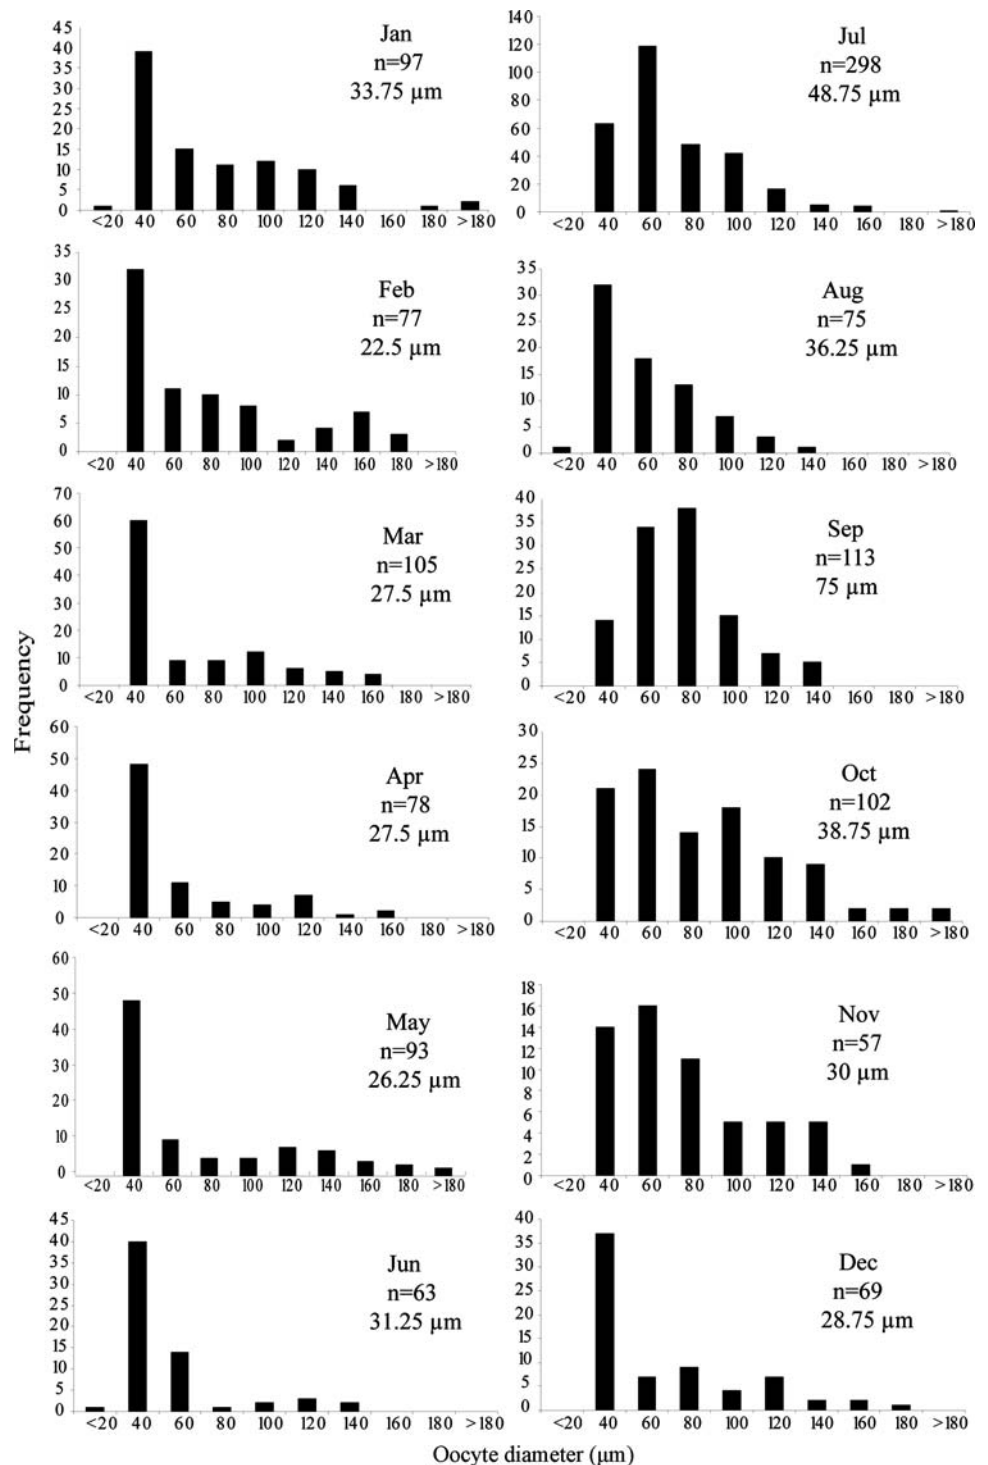 Frequency
45
40
35
30
25
20
15
10
5
0
Jan
n=97
33.75 µm
<20 40 60 80 100 120 140 160 180 >180
140
120
100
80
60
40
20
0
Jul
n=298
48.75 µm
<20 40 60 80 100 120 140 160 180 >180
35
30
25
20
15
10
5
0
Feb
n=77
22.5 µm
<20 40 60 80 100 120 140 160 180 >180
35
30
25
20
15
10
5
0
Aug
n=75
36.25 µm
<20 40 60 80 100 120 140 160 180 >180
70
60
50
40
30
20
10
0
Mar
n=105
27.5 µm
<20 40 60 80 100 120 140 160 180 >180
40
35
30
25
20
15
10
5
0
Sep
n=113
75 µm
<20 40 60 80 100 120 140 160 180 >180
60
50
40
30
20
10
0
Apr
n=78
27.5 µm
<20 40 60 80 100 120 140 160 180 >180
30
25
20
15
10
5
0
Oct
n=102
38.75 µm
<20 40 60 80 100 120 140 160 180 >180
60
50
40
30
20
10
0
May
n=93
26.25 µm
<20 40 60 80 100 120 140 160 180 >180
18
16
14
12
10
8
6
4
2
0
Nov
n=57
30 µm
<20 40 60 80 100 120 140 160 180 >180
45
40
35
30
25
20
15
10
5
0
Jun
n=63
31.25 µm
<20 40 60 80 100 120 140 160 180 >180
40
35
30
25
20
15
10
5
0
Dec
n=69
28.75 µm
<20 40 60 80 100 120 140 160 180 >180
Oocyte diameter (µm)